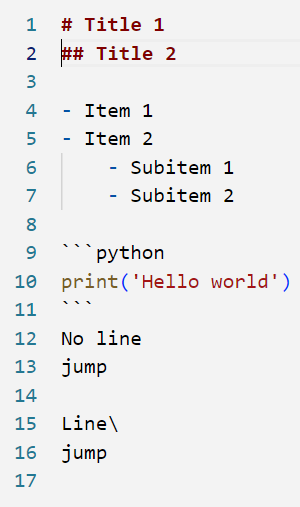 1 # Title 1
2 ## Title 2
3
4 - Item 1
5 - Item 2
6     - Subitem 1
7     - Subitem 2
8
9 ```python
10 print('Hello world')
11 ```
12 No line
13 jump
14
15 Line\
16 jump
17